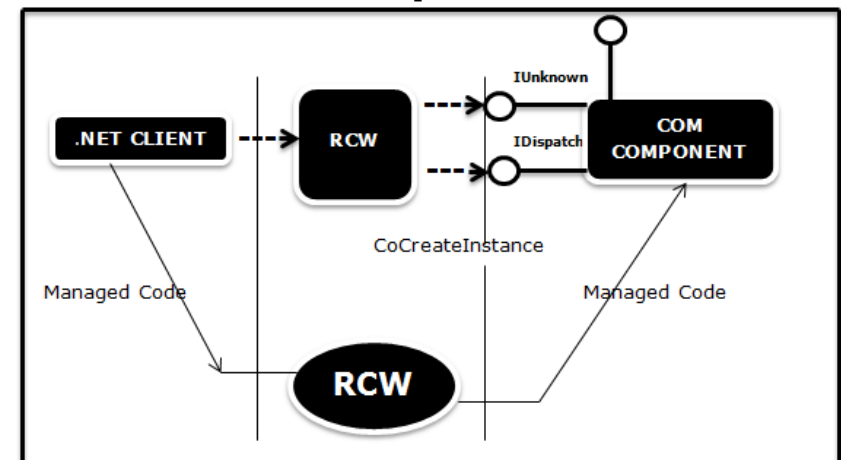 IUnknown
.NET CLIENT
RCW
IDispatch
COM
COMPONENT
CoCreateInstance
Managed Code
Managed Code
RCW